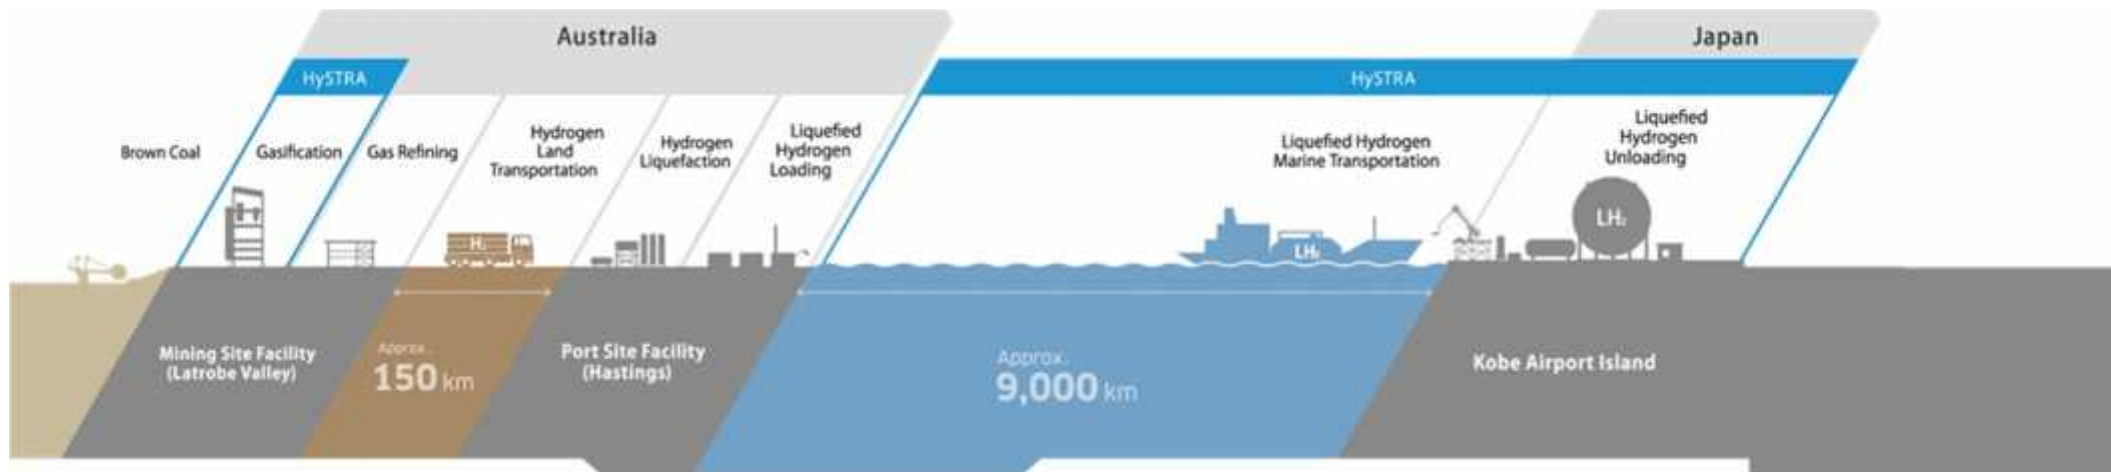 Australia
Japan
HySTRA
HySTRA
Brown Coal
Gasification
Gas Refining
Hydrogen
Land
Transportation
Hydrogen
Liquefaction
Liquefied
Hydrogen
Loading
Liquefied Hydrogen
Marine Transportation
Liquefied
Hydrogen
Unloading
H₂
LH₂
LH₂
Mining Site Facility
(Latrobe Valley)
Approx.
150 km
Port Site Facility
(Hastings)
Approx.
9,000 km
Kobe Airport Island